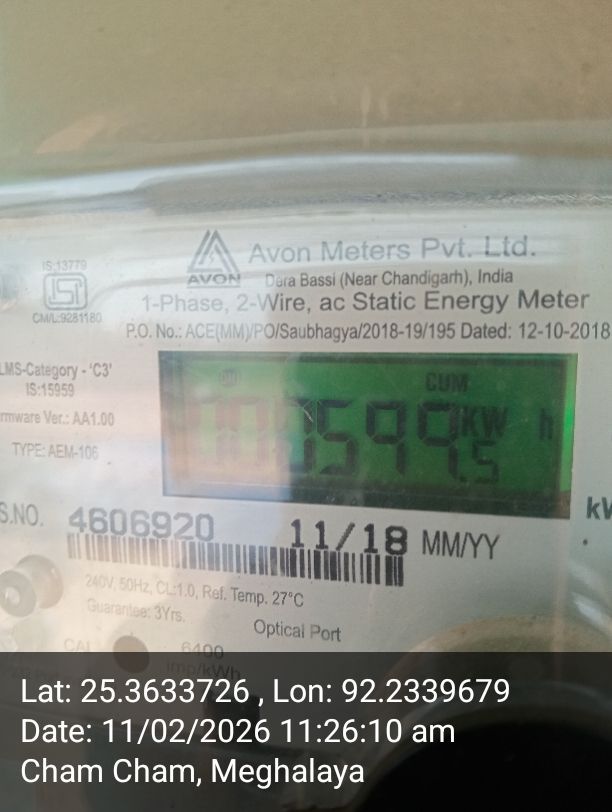 IS:13779
CM/L:9281180
AVON
Avon Meters Pvt. Ltd.
Dera Bassi (Near Chandigarh), India
1-Phase, 2-Wire, ac Static Energy Meter
P.O. No.: ACE(MM)/PO/Saubhagya/2018-19/195 Dated: 12-10-2018
LMS-Category - 'C3'
IS:15959
rmware Ver.: AA1.00
TYPE: AEM-106
CUM
KW h
S.NO. 4606920 11/18 MM/YY
240V, 50Hz, CL:1.0, Ref. Temp. 27°C
Guarantee: 3Yrs.
Optical Port
CAL
6400
imp/kWh
Lat: 25.3633726 , Lon: 92.2339679
Date: 11/02/2026 11:26:10 am
Cham Cham, Meghalaya